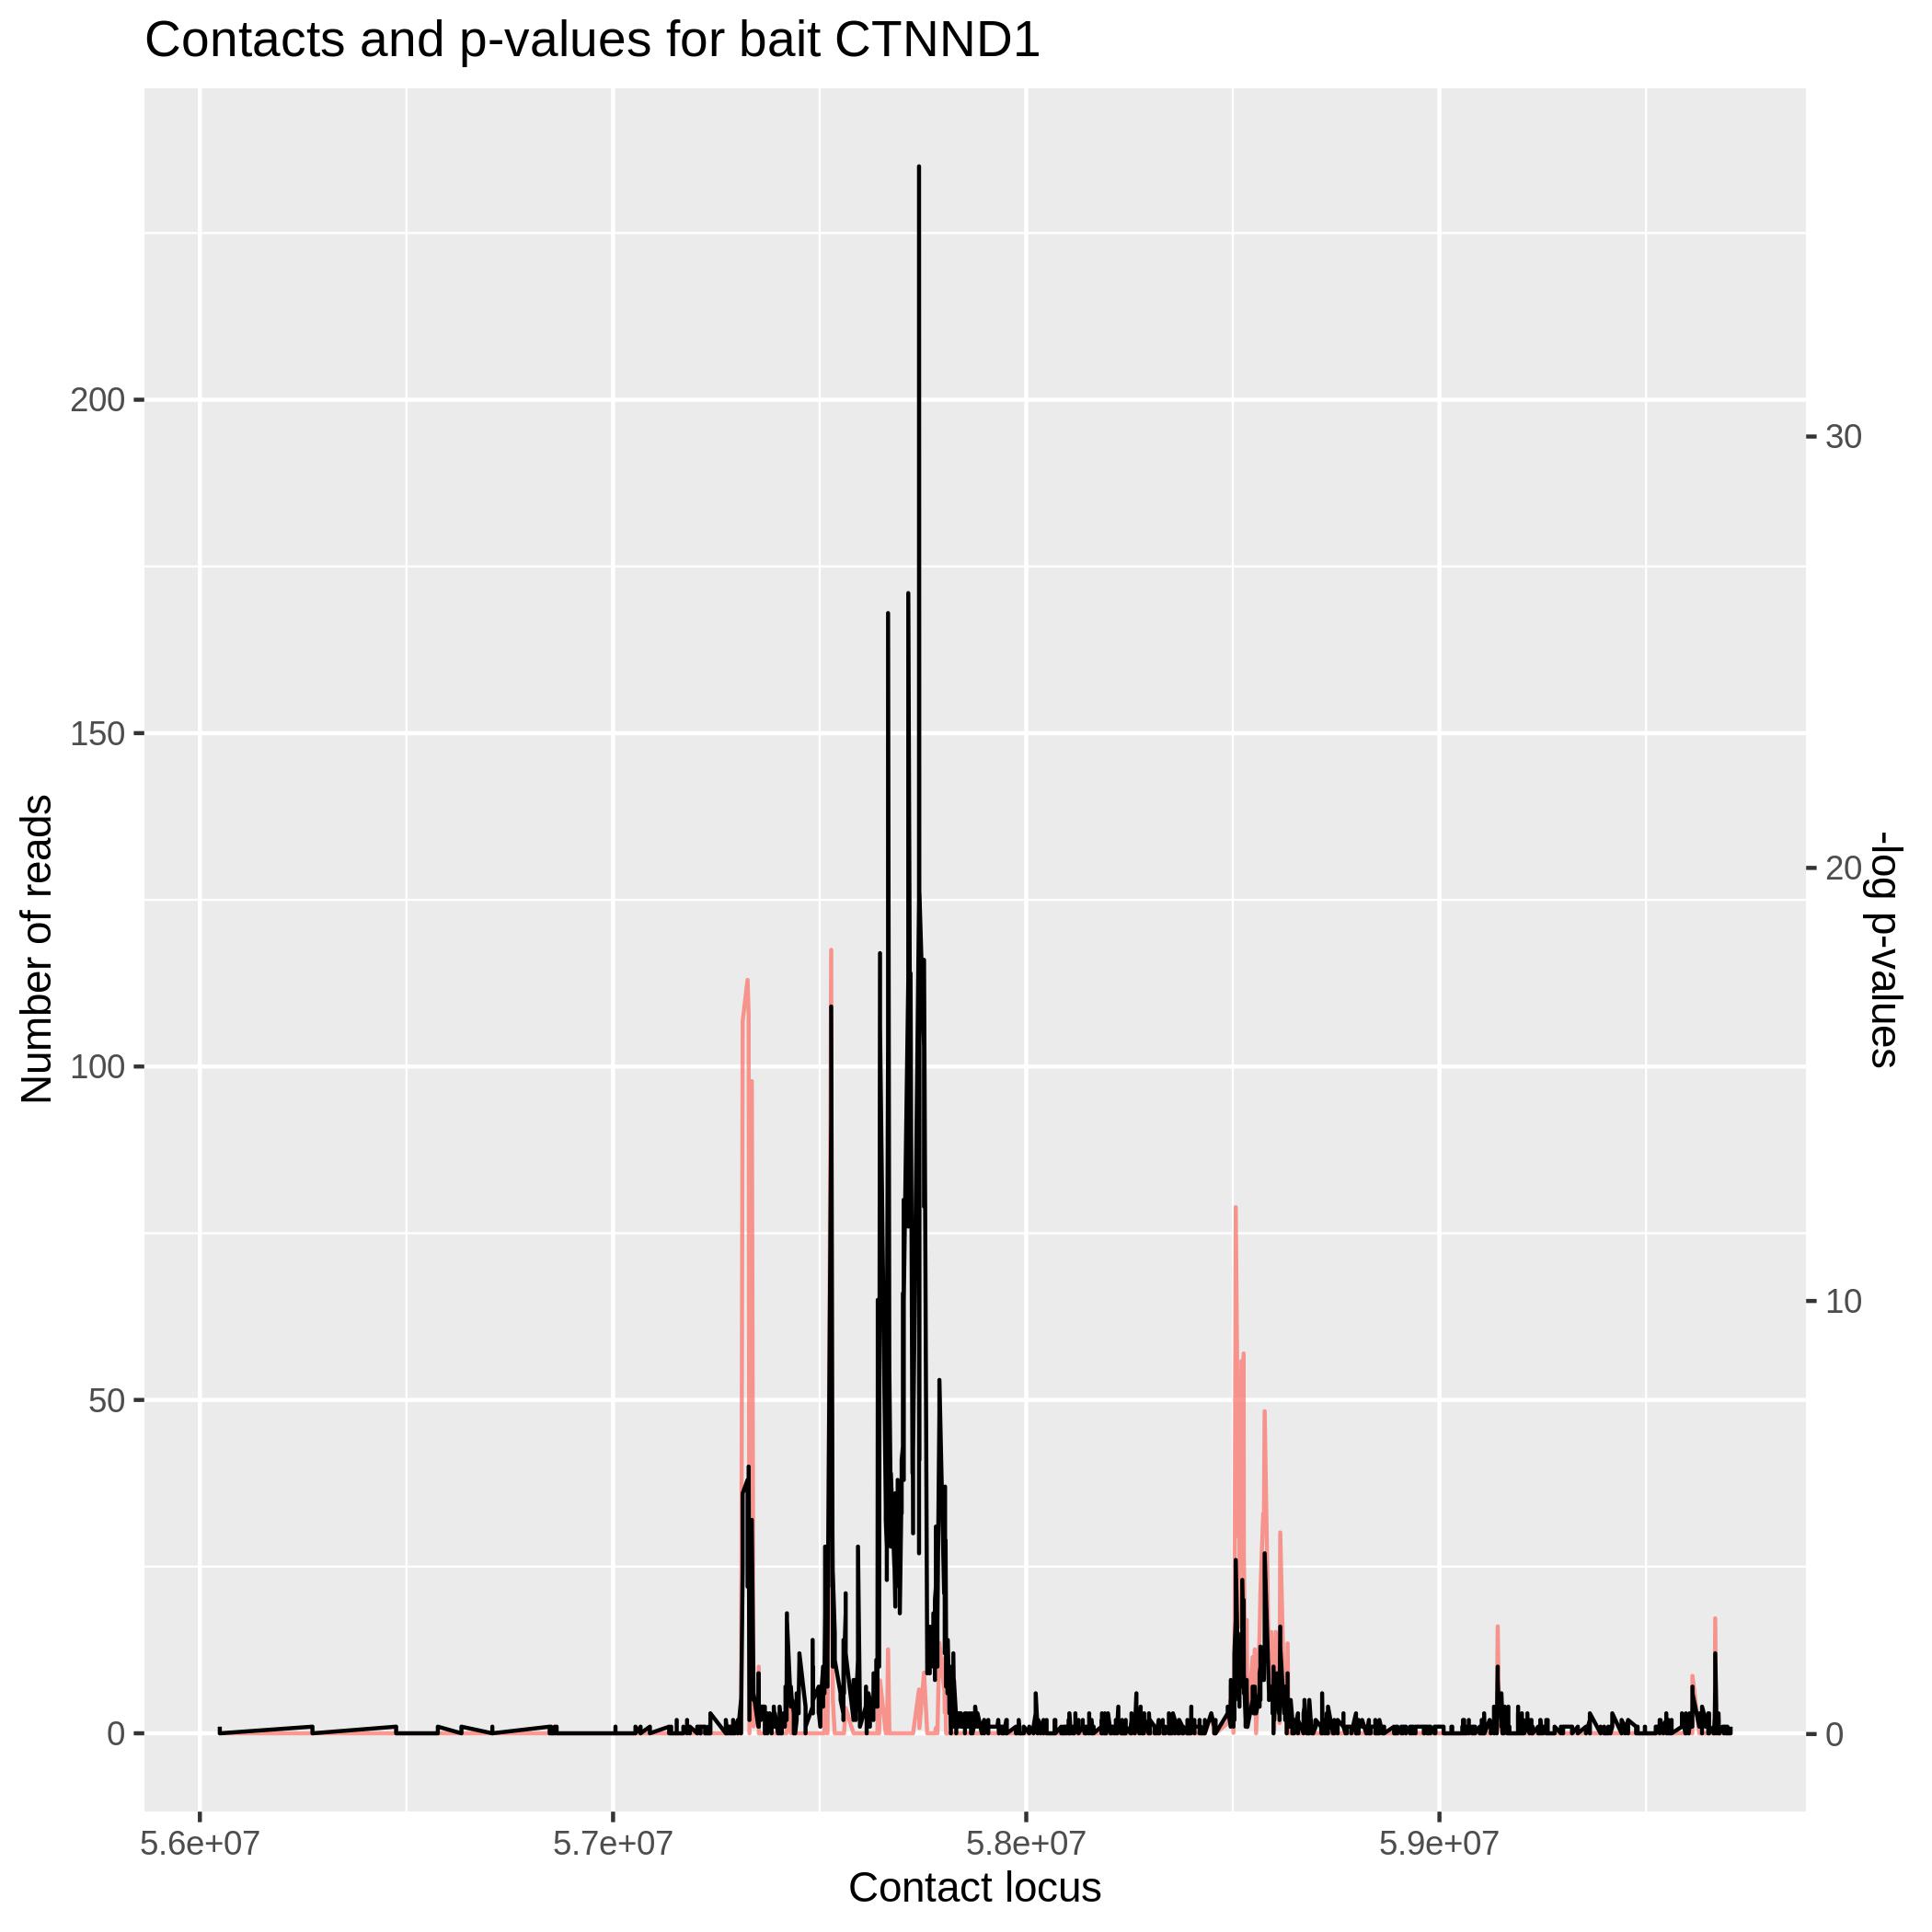 Contacts and p-values for bait CTNND1
Number of reads
200
150
100
50
0
30
20
10
0
-log p-values
5.6e+07 5.7e+07 5.8e+07 5.9e+07
Contact locus